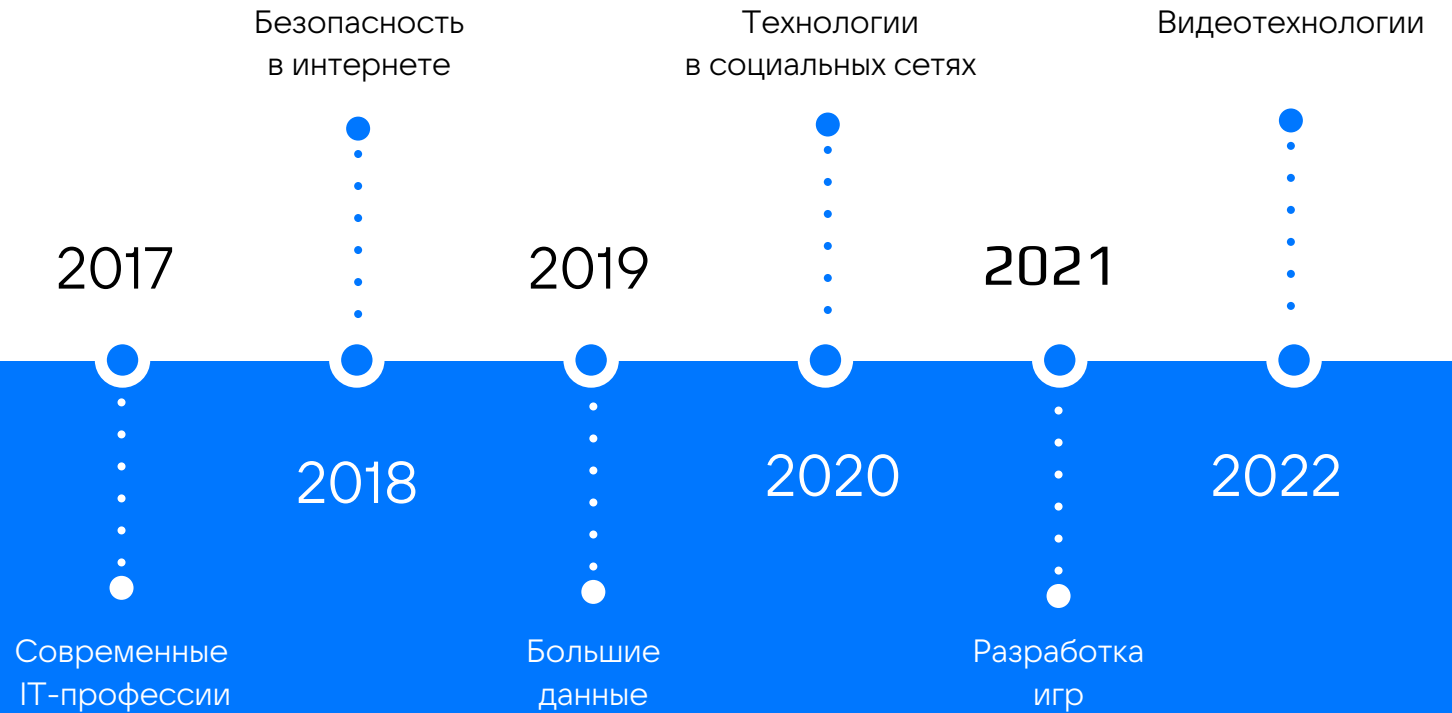 Безопасность
в интернете
Технологии
в социальных сетях
Видеотехнологии
2017
2019
2021
2018
2020
2022
Современные
IT-профессии
Большие
данные
Разработка
игр